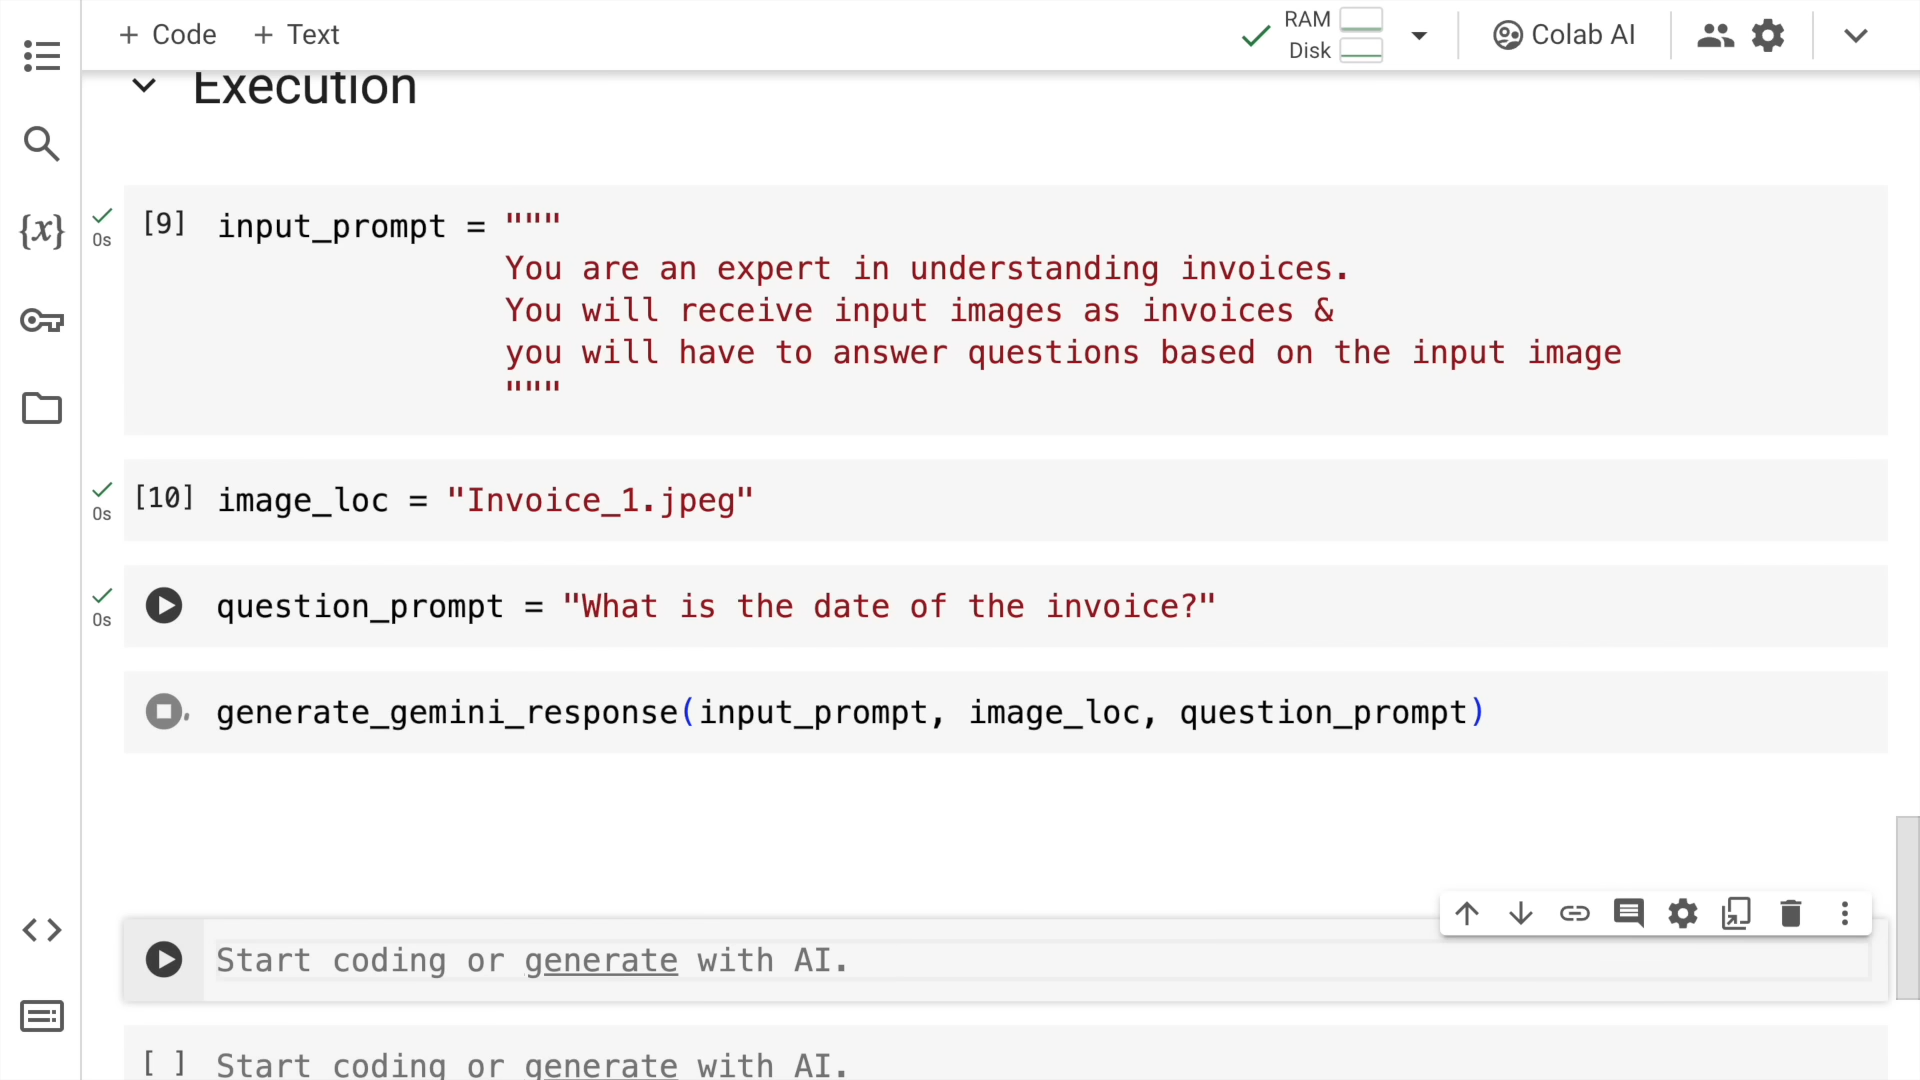 + Code + Text
RAM
Disk
Colab AI
Execution
{x}
0s
[9] input_prompt = """
You are an expert in understanding invoices.
You will receive input images as invoices &
you will have to answer questions based on the input image
"""
0s
[10] image_loc = "Invoice_1.jpeg"
0s
question_prompt = "What is the date of the invoice?"
generate_gemini_response(input_prompt, image_loc, question_prompt)
Start coding or generate with AI.
[ ] Start coding or generate with AI.